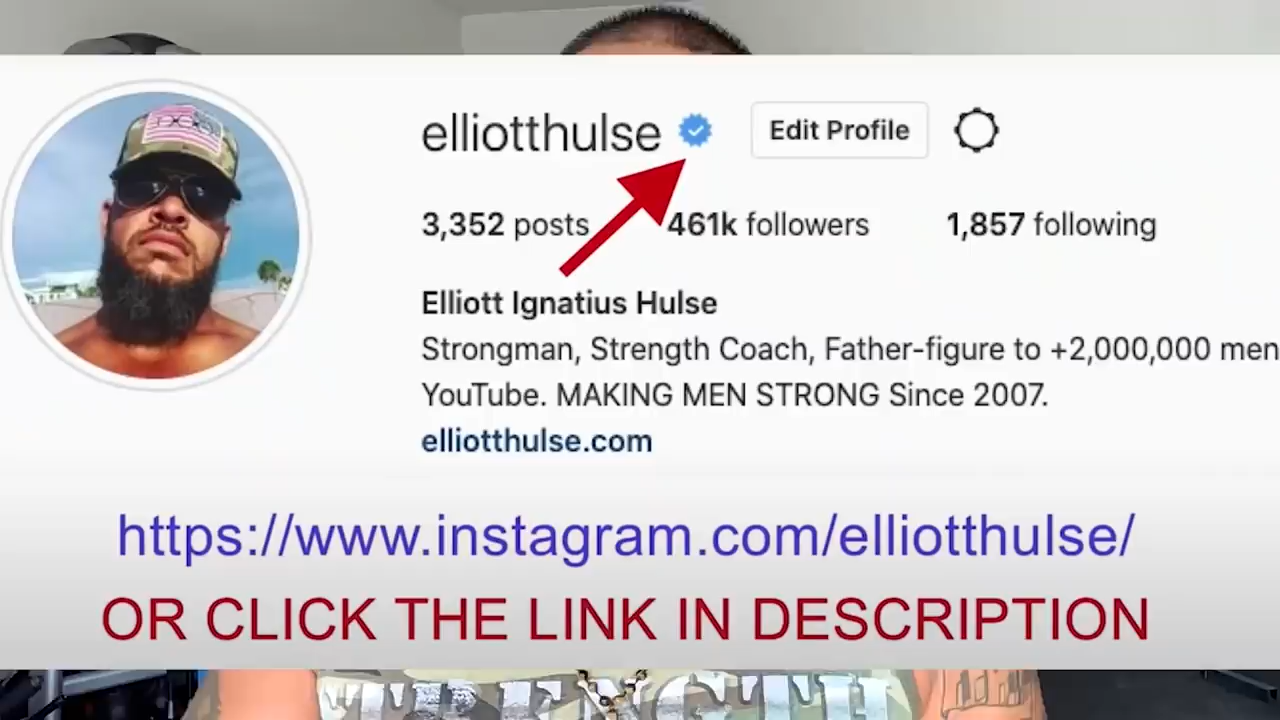 elliotthulse Edit Profile
3,352 posts 461k followers 1,857 following
Elliott Ignatius Hulse
Strongman, Strength Coach, Father-figure to +2,000,000 men
YouTube. MAKING MEN STRONG Since 2007.
elliotthulse.com
https://www.instagram.com/elliotthulse/
OR CLICK THE LINK IN DESCRIPTION